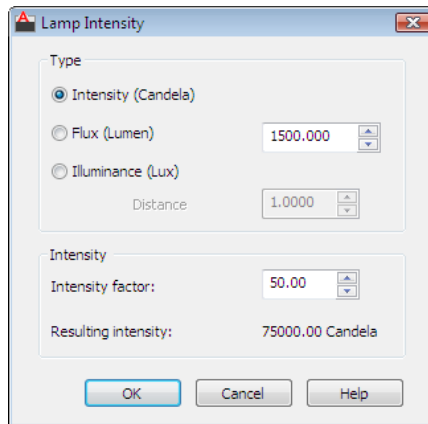 Lamp Intensity
Type
Intensity (Candela)
Flux (Lumen) 1500.000
Illuminance (Lux)
Distance 1.0000
Intensity
Intensity factor: 50.00
Resulting intensity: 75000.00 Candela
OK Cancel Help